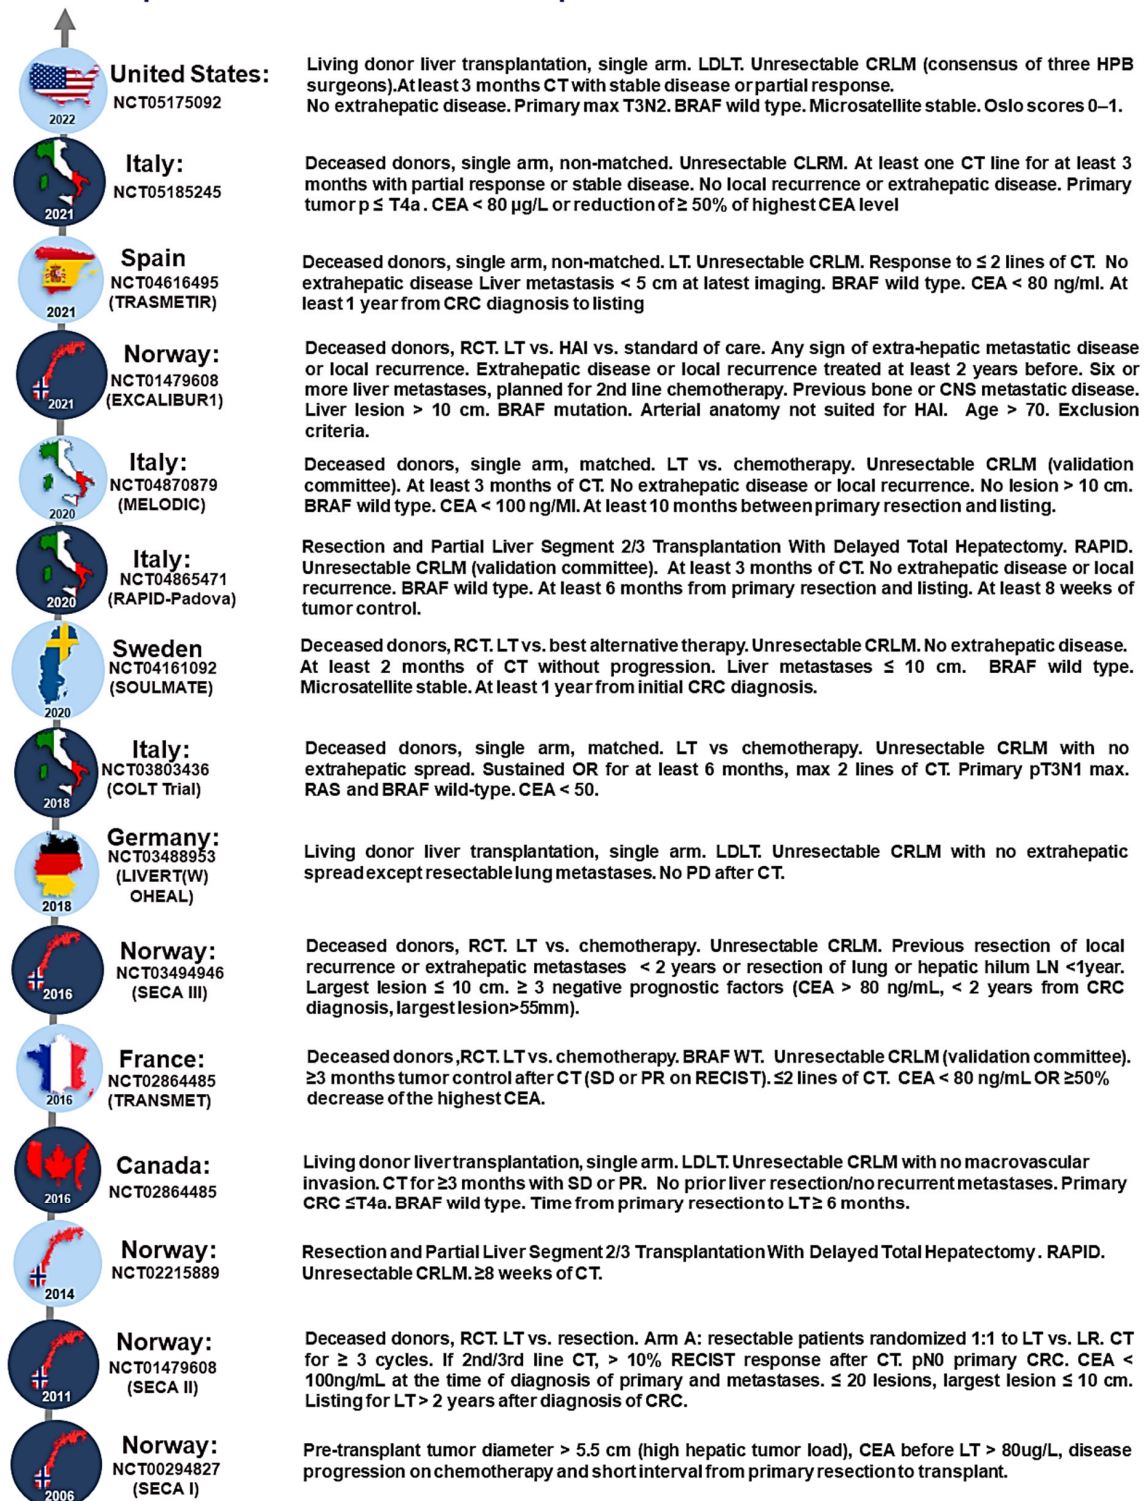 United States:
NCT05175092
2022
Living donor liver transplantation, single arm. LDLT. Unresectable CRLM (consensus of three HPB
surgeons).At least 3 months CT with stable disease or partial response.
No extrahepatic disease. Primary max T3N2. BRAF wild type. Microsatellite stable. Oslo scores 0–1.
Italy:
NCT05185245
2021
Deceased donors, single arm, non-matched. Unresectable CLRM. At least one CT line for at least 3
months with partial response or stable disease. No local recurrence or extrahepatic disease. Primary
tumor p ≤ T4a . CEA < 80 µg/L or reduction of ≥ 50% of highest CEA level
Spain
NCT04616495
(TRASMETIR)
2021
Deceased donors, single arm, non-matched. LT. Unresectable CRLM. Response to ≤ 2 lines of CT. No
extrahepatic disease Liver metastasis < 5 cm at latest imaging. BRAF wild type. CEA < 80 ng/ml. At
least 1 year from CRC diagnosis to listing
Norway:
NCT01479608
(EXCALIBUR1)
2021
Deceased donors, RCT. LT vs. HAI vs. standard of care. Any sign of extra-hepatic metastatic disease
or local recurrence. Extrahepatic disease or local recurrence treated at least 2 years before. Six or
more liver metastases, planned for 2nd line chemotherapy. Previous bone or CNS metastatic disease.
Liver lesion > 10 cm. BRAF mutation. Arterial anatomy not suited for HAI. Age > 70. Exclusion
criteria.
Italy:
NCT04870879
(MELODIC)
2020
Deceased donors, single arm, matched. LT vs. chemotherapy. Unresectable CRLM (validation
committee). At least 3 months of CT. No extrahepatic disease or local recurrence. No lesion > 10 cm.
BRAF wild type. CEA < 100 ng/Ml. At least 10 months between primary resection and listing.
Italy:
NCT04865471
(RAPID-Padova)
2020
Resection and Partial Liver Segment 2/3 Transplantation With Delayed Total Hepatectomy. RAPID.
Unresectable CRLM (validation committee). At least 3 months of CT. No extrahepatic disease or local
recurrence. BRAF wild type. At least 6 months from primary resection and listing. At least 8 weeks of
tumor control.
Sweden
NCT04161092
(SOULMATE)
2020
Deceased donors, RCT. LT vs. best alternative therapy. Unresectable CRLM. No extrahepatic disease.
At least 2 months of CT without progression. Liver metastases ≤ 10 cm. BRAF wild type.
Microsatellite stable. At least 1 year from initial CRC diagnosis.
Italy:
NCT03803436
(COLT Trial)
2018
Deceased donors, single arm, matched. LT vs chemotherapy. Unresectable CRLM with no
extrahepatic spread. Sustained OR for at least 6 months, max 2 lines of CT. Primary pT3N1 max.
RAS and BRAF wild-type. CEA < 50.
Germany:
NCT03488953
(LIVERT(W)
OHEAL)
2018
Living donor liver transplantation, single arm. LDLT. Unresectable CRLM with no extrahepatic
spread except resectable lung metastases. No PD after CT.
Norway:
NCT03494946
(SECA III)
2016
Deceased donors, RCT. LT vs. chemotherapy. Unresectable CRLM. Previous resection of local
recurrence or extrahepatic metastases < 2 years or resection of lung or hepatic hilum LN <1year.
Largest lesion ≤ 10 cm. ≥ 3 negative prognostic factors (CEA > 80 ng/mL, < 2 years from CRC
diagnosis, largest lesion>55mm).
France:
NCT02864485
(TRANSMET)
2016
Deceased donors ,RCT. LT vs. chemotherapy. BRAF WT. Unresectable CRLM (validation committee).
≥3 months tumor control after CT (SD or PR on RECIST). ≤2 lines of CT. CEA < 80 ng/mL OR ≥50%
decrease of the highest CEA.
Canada:
NCT02864485
2016
Living donor liver transplantation, single arm. LDLT. Unresectable CRLM with no macrovascular
invasion. CT for ≥3 months with SD or PR. No prior liver resection/no recurrent metastases. Primary
CRC ≤T4a. BRAF wild type. Time from primary resection to LT ≥ 6 months.
Norway:
NCT02215889
2014
Resection and Partial Liver Segment 2/3 Transplantation With Delayed Total Hepatectomy . RAPID.
Unresectable CRLM. ≥8 weeks of CT.
Norway:
NCT01479608
(SECA II)
2011
Deceased donors, RCT. LT vs. resection. Arm A: resectable patients randomized 1:1 to LT vs. LR. CT
for ≥ 3 cycles. If 2nd/3rd line CT, > 10% RECIST response after CT. pN0 primary CRC. CEA <
100ng/mL at the time of diagnosis of primary and metastases. ≤ 20 lesions, largest lesion ≤ 10 cm.
Listing for LT > 2 years after diagnosis of CRC.
Norway:
NCT00294827
(SECA I)
2006
Pre-transplant tumor diameter > 5.5 cm (high hepatic tumor load), CEA before LT > 80ug/L, disease
progression on chemotherapy and short interval from primary resection to transplant.